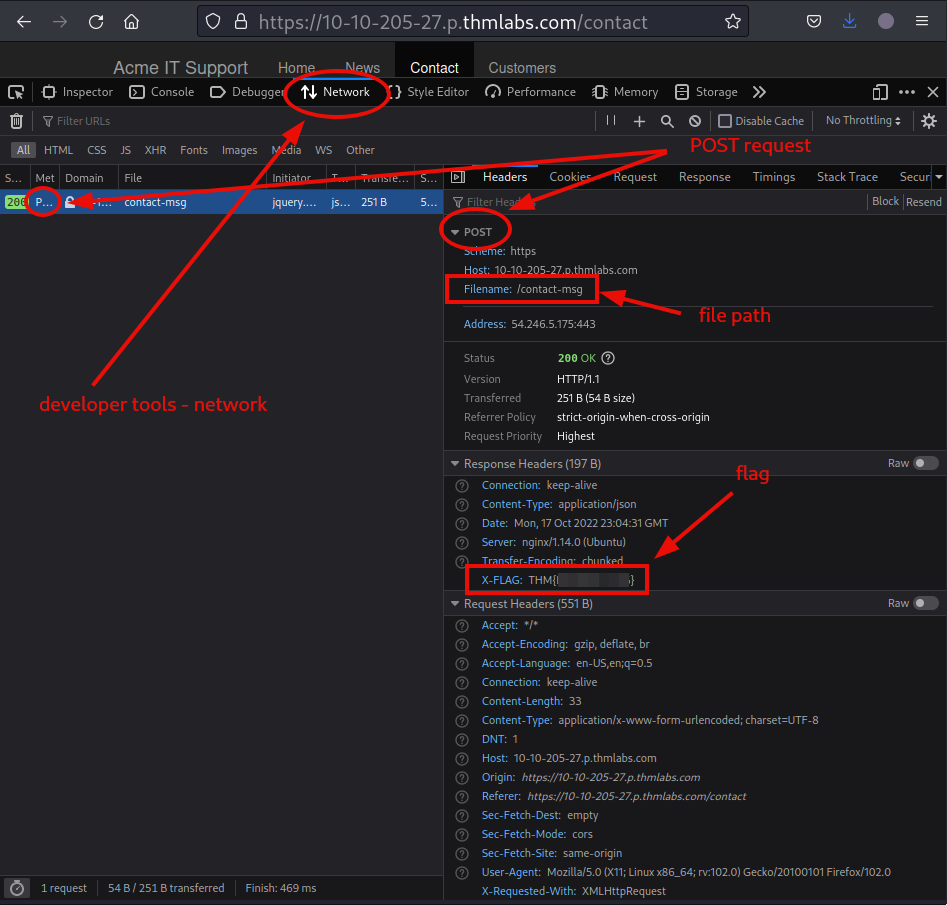 https://10-10-205-27.p.thmlabs.com/contact
Acme IT Support Home News Contact Customers
Inspector Console Debugger Network Style Editor Performance Memory Storage
Filter URLs Disable Cache No Throttling
All HTML CSS JS XHR Fonts Images Media WS Other
POST request
S... Met Domain File Initiator T... Transfe... S...
Headers Cookies Request Response Timings Stack Trace Secur
200 P... contact-msg jquery.... js... 251 B 5...
Filter Headers Block Resend
POST
Scheme: https
Host: 10-10-205-27.p.thmlabs.com
Filename: /contact-msg
file path
Address: 54.246.5.175:443
Status 200 OK
Version HTTP/1.1
Transferred 251 B (54 B size)
Referrer Policy strict-origin-when-cross-origin
Request Priority Highest
developer tools - network
Response Headers (197 B) Raw
flag
Connection: keep-alive
Content-Type: application/json
Date: Mon, 17 Oct 2022 23:04:31 GMT
Server: nginx/1.14.0 (Ubuntu)
Transfer-Encoding: chunked
X-FLAG: THM{ }
Request Headers (551 B) Raw
Accept: */*
Accept-Encoding: gzip, deflate, br
Accept-Language: en-US,en;q=0.5
Connection: keep-alive
Content-Length: 33
Content-Type: application/x-www-form-urlencoded; charset=UTF-8
DNT: 1
Host: 10-10-205-27.p.thmlabs.com
Origin: https://10-10-205-27.p.thmlabs.com
Referer: https://10-10-205-27.p.thmlabs.com/contact
Sec-Fetch-Dest: empty
Sec-Fetch-Mode: cors
Sec-Fetch-Site: same-origin
User-Agent: Mozilla/5.0 (X11; Linux x86_64; rv:102.0) Gecko/20100101 Firefox/102.0
X-Requested-With: XMLHttpRequest
1 request 54 B / 251 B transferred Finish: 469 ms